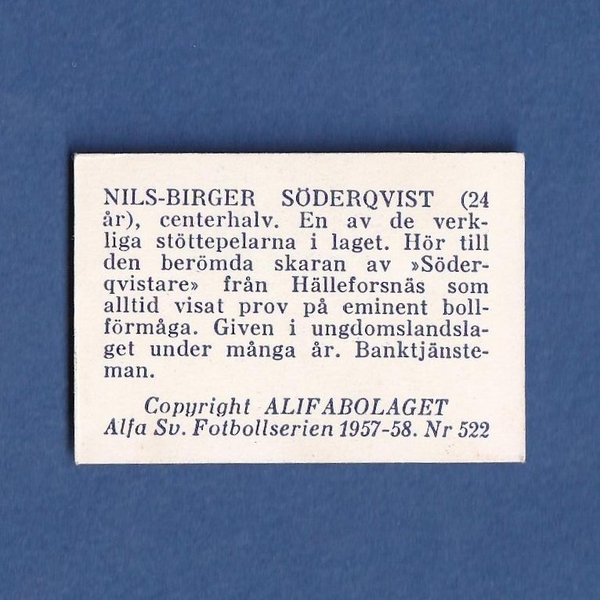 NILS-BIRGER SÖDERQVIST (24
år), centerhalv. En av de verk-
liga stöttepelarna i laget. Hör till
den berömda skaran av »Söder-
qvistare» från Hälleforsnäs som
alltid visat prov på eminent boll-
förmåga. Given i ungdomslandsla-
get under många år. Banktjänste-
man.
Copyright ALIFABOLAGET
Alfa Sv. Fotbollserien 1957-58. Nr 522